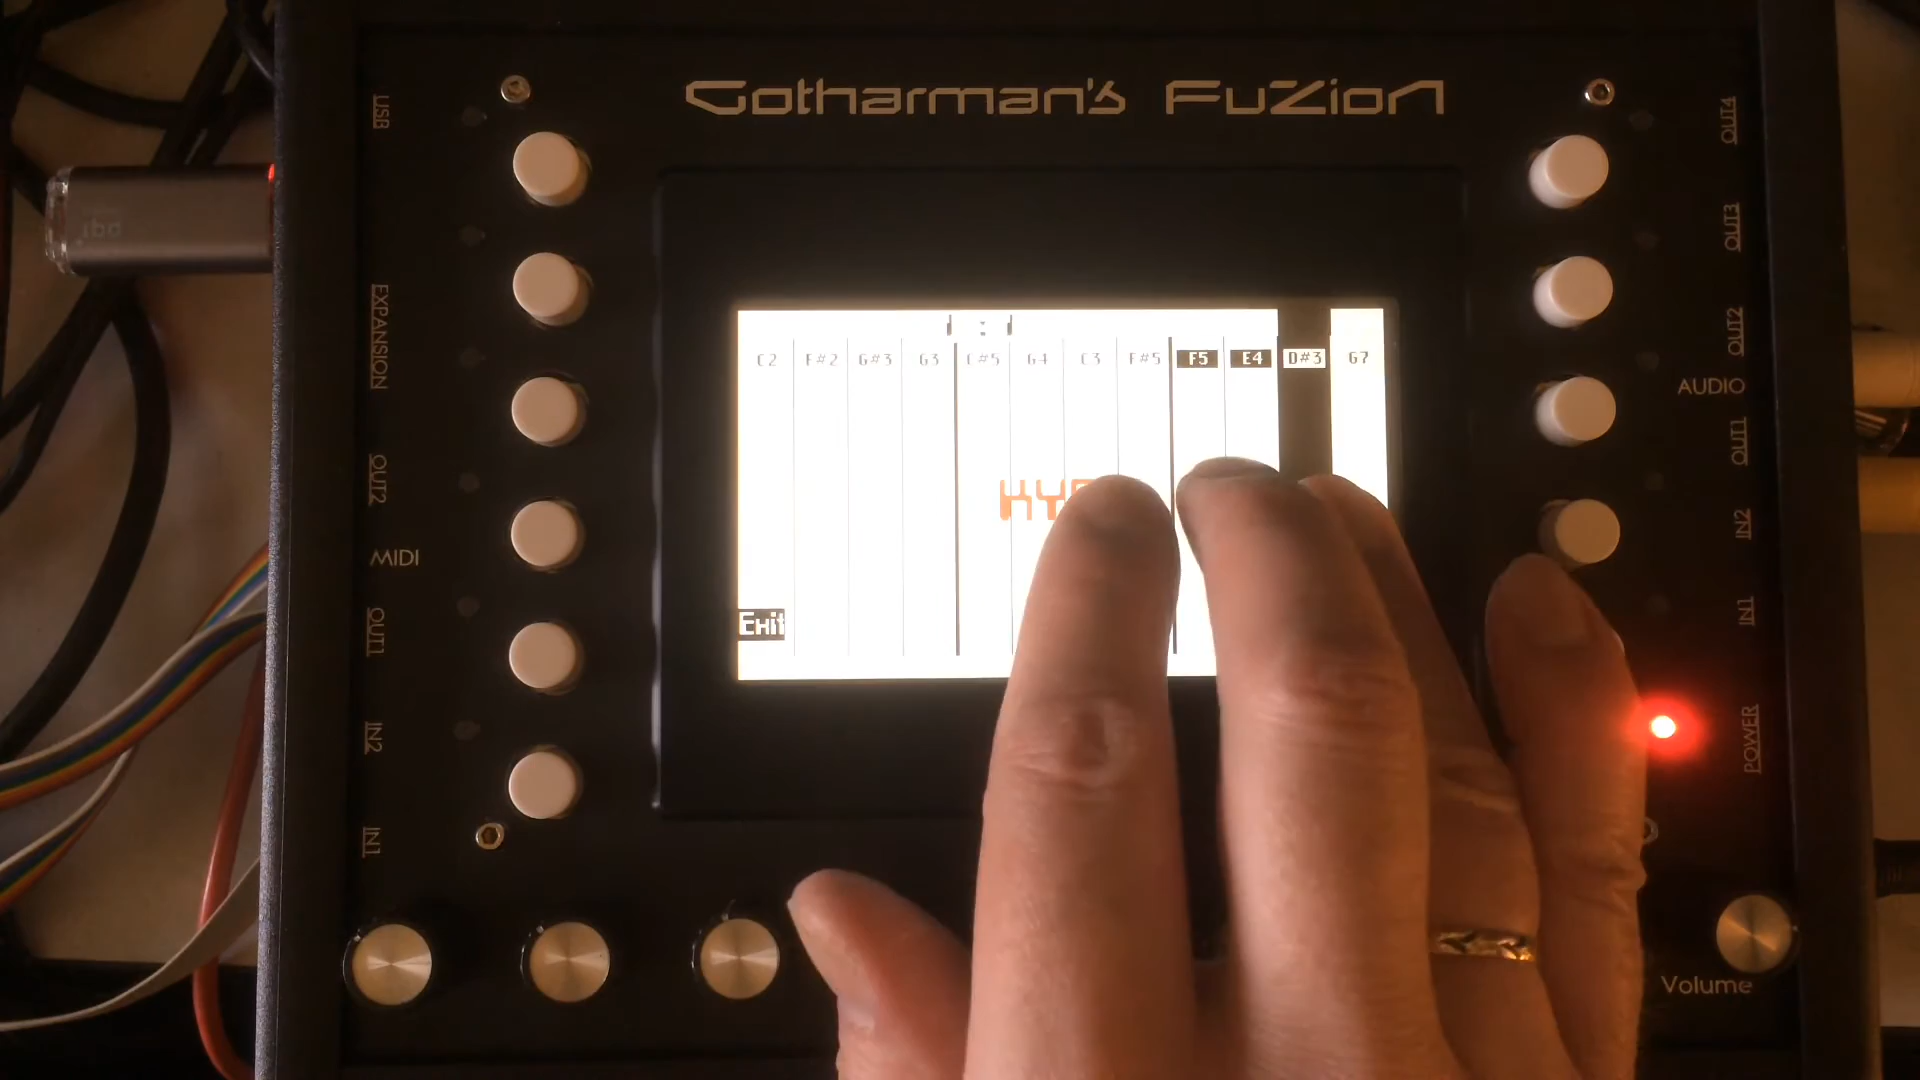 Gotharman's FuZion
USB
EXPANSION
OUT2
MIDI
OUT1
IN2
IN1
OUT4
OUT3
OUT2
AUDIO
OUT1
IN2
IN1
POWER
Volume
C2 F#2 G#3 G3 C#5 G4 C3 F#5 F5 E4 D#3 G7
Exit